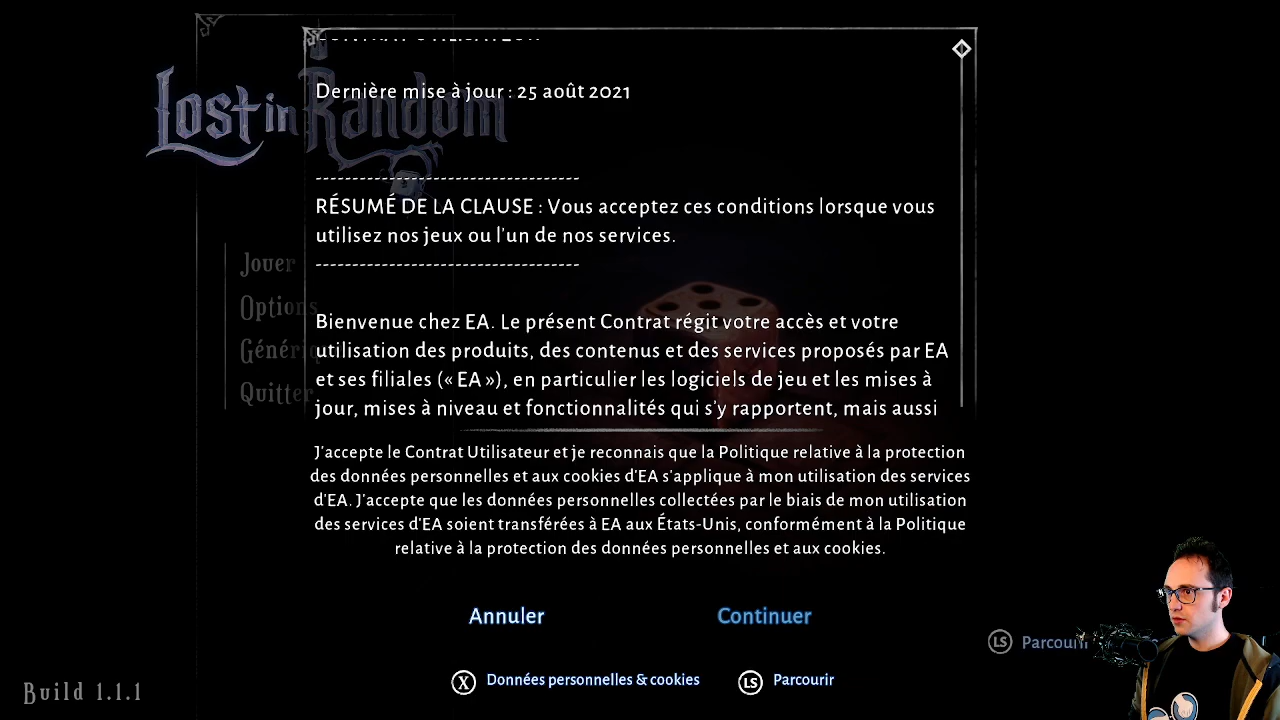 CONTRAT UTILISATEUR
Dernière mise à jour : 25 août 2021
Lost in Random
------------------------------------
RÉSUMÉ DE LA CLAUSE : Vous acceptez ces conditions lorsque vous
utilisez nos jeux ou l'un de nos services.
------------------------------------
Jouer
Options
Quitter
Bienvenue chez EA. Le présent Contrat régit votre accès et votre
utilisation des produits, des contenus et des services proposés par EA
et ses filiales (« EA »), en particulier les logiciels de jeu et les mises à
jour, mises à niveau et fonctionnalités qui s'y rapportent, mais aussi
J'accepte le Contrat Utilisateur et je reconnais que la Politique relative à la protection
des données personnelles et aux cookies d'EA s'applique à mon utilisation des services
d'EA. J'accepte que les données personnelles collectées par le biais de mon utilisation
des services d'EA soient transférées à EA aux États-Unis, conformément à la Politique
relative à la protection des données personnelles et aux cookies.
Annuler
Continuer
LS Parcourir
X Données personnelles & cookies
LS Parcourir
Build 1.1.1